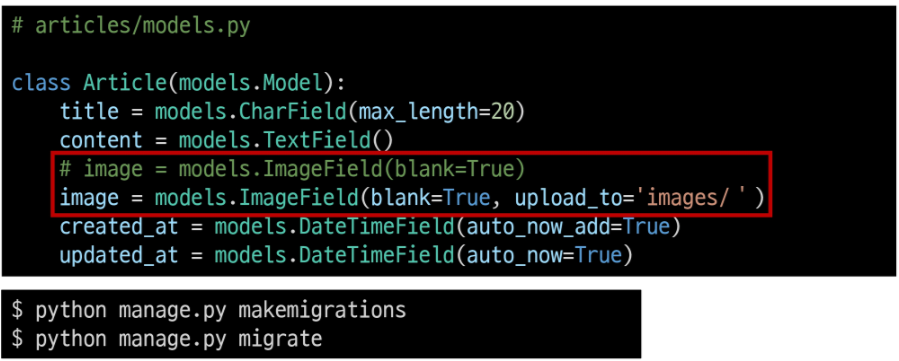 # articles/models.py
class Article(models.Model):
    title = models.CharField(max_length=20)
    content = models.TextField()
    # image = models.ImageField(blank=True)
    image = models.ImageField(blank=True, upload_to='images/ ')
    created_at = models.DateTimeField(auto_now_add=True)
    updated_at = models.DateTimeField(auto_now=True)
$ python manage.py makemigrations
$ python manage.py migrate